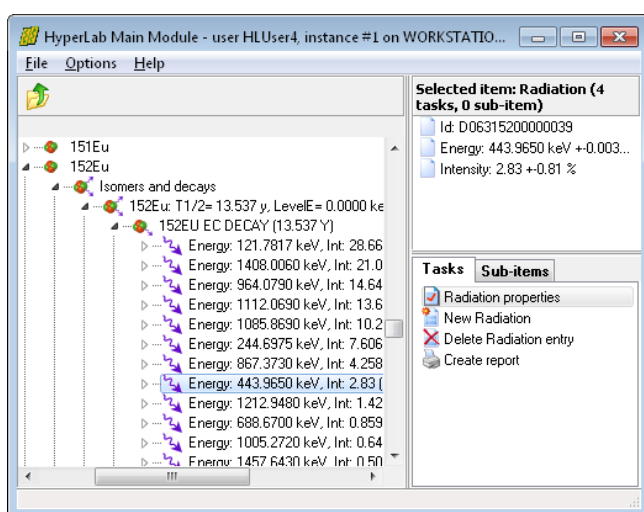 HyperLab Main Module - user HLUser4, instance #1 on WORKSTATIO...
File Options Help
151Eu
152Eu
Isomers and decays
152Eu: T1/2= 13.537 y, LevelE= 0.0000 ke
152EU EC DECAY (13.537 Y)
Energy: 121.7817 keV, Int: 28.66
Energy: 1408.0060 keV, Int: 21.0
Energy: 964.0790 keV, Int: 14.64
Energy: 1112.0690 keV, Int: 13.6
Energy: 1085.8690 keV, Int: 10.2
Energy: 244.6975 keV, Int: 7.606
Energy: 867.3730 keV, Int: 4.258
Energy: 443.9650 keV, Int: 2.83 (
Energy: 1212.9480 keV, Int: 1.42
Energy: 688.6700 keV, Int: 0.859
Energy: 1005.2720 keV, Int: 0.64
Energy: 1457.6430 keV, Int: 0.50
Selected item: Radiation (4
tasks, 0 sub-item)
Id: D06315200000039
Energy: 443.9650 keV +-0.003...
Intensity: 2.83 +-0.81 %
Tasks Sub-items
Radiation properties
New Radiation
Delete Radiation entry
Create report